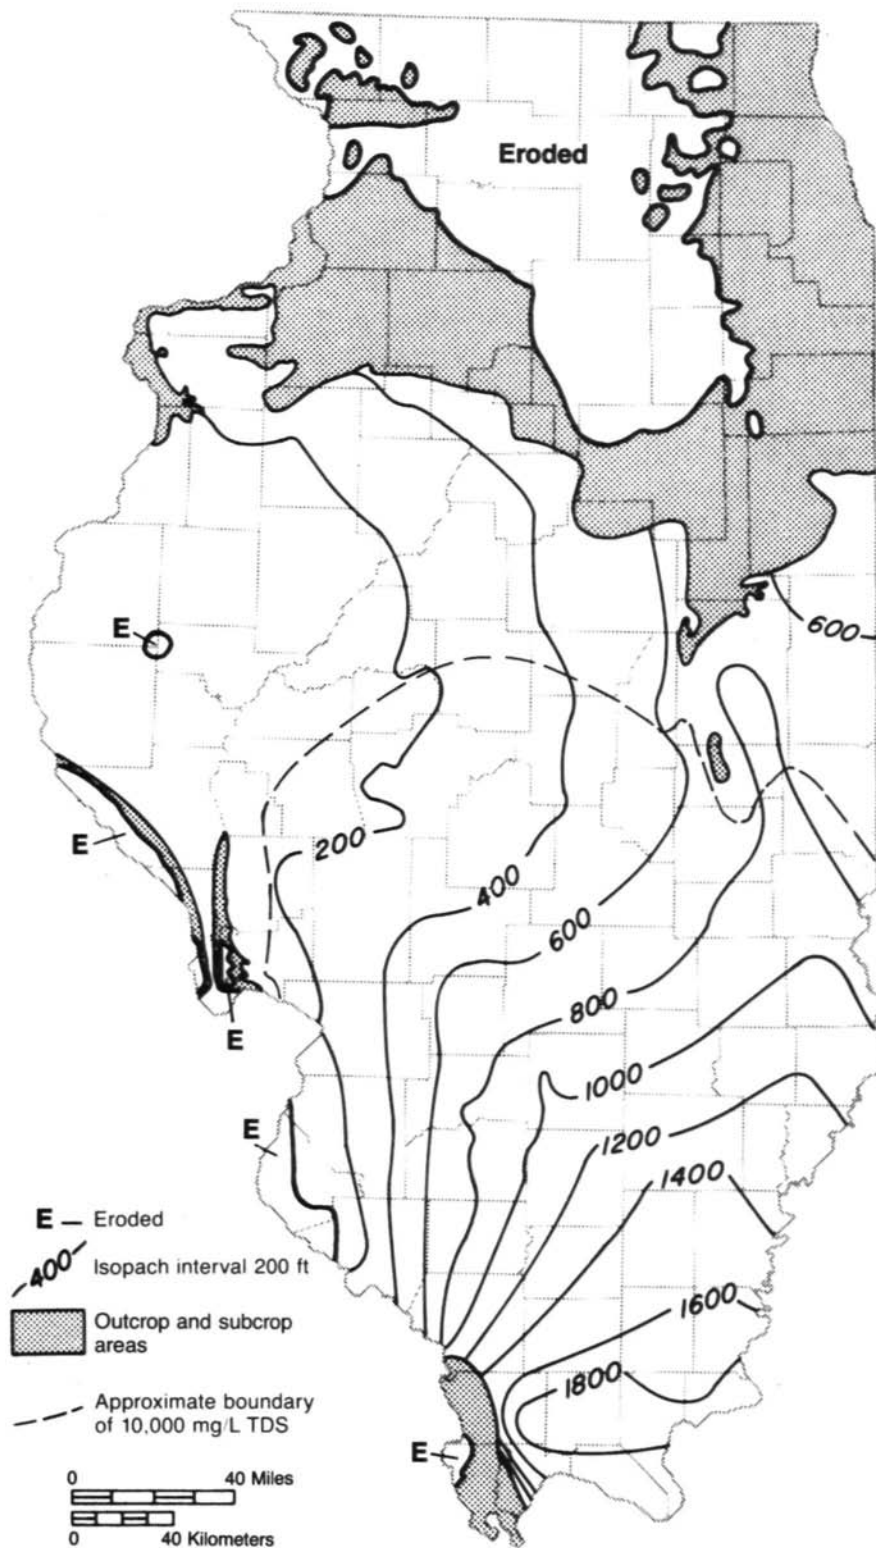 Eroded
E
600
E
200
400
600
E
800
1000
E
1200
1400
E – Eroded
400 Isopach interval 200 ft
1600
Outcrop and subcrop
areas
1800
Approximate boundary
of 10,000 mg/L TDS
E
0 40 Miles
0 40 Kilometers